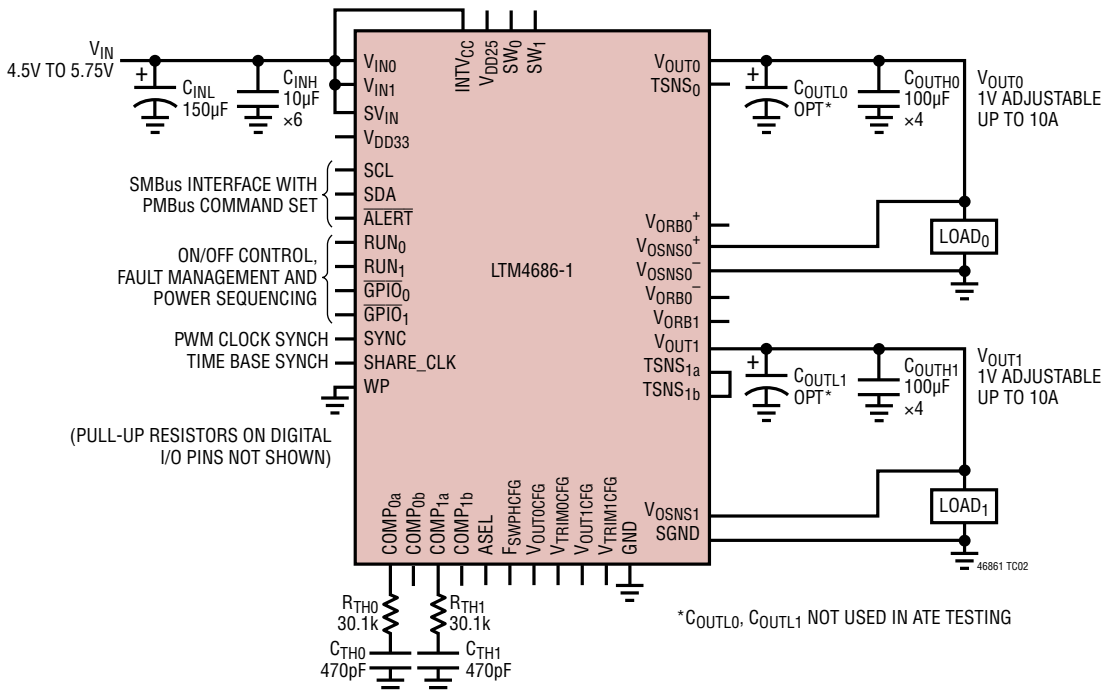 VIN
4.5V TO 5.75V
+
CINL
150µF
CINH
10µF
×6
INTVCC
VDD25
SW0
SW1
VIN0
VIN1
SVIN
VDD33
SCL
SDA
ALERT
RUN0
RUN1
GPIO0
GPIO1
SYNC
SHARE_CLK
WP
SMBus INTERFACE WITH
PMBus COMMAND SET
ON/OFF CONTROL,
FAULT MANAGEMENT AND
POWER SEQUENCING
PWM CLOCK SYNCH
TIME BASE SYNCH
(PULL-UP RESISTORS ON DIGITAL
I/O PINS NOT SHOWN)
LTM4686-1
VOUT0
TSNS0
VORB0+
VOSNS0+
VOSNS0–
VORB0–
VORB1
VOUT1
TSNS1a
TSNS1b
VOSNS1
SGND
+
COUTL0
OPT*
COUTH0
100µF
×4
VOUT0
1V ADJUSTABLE
UP TO 10A
LOAD0
+
COUTL1
OPT*
COUTH1
100µF
×4
VOUT1
1V ADJUSTABLE
UP TO 10A
LOAD1
46861 TC02
COMP0a
COMP0b
COMP1a
COMP1b
ASEL
FSWPHCFG
VOUT0CFG
VTRIM0CFG
VOUT1CFG
VTRIM1CFG
GND
RTH0
30.1k
RTH1
30.1k
CTH0
470pF
CTH1
470pF
*COUTL0, COUTL1 NOT USED IN ATE TESTING